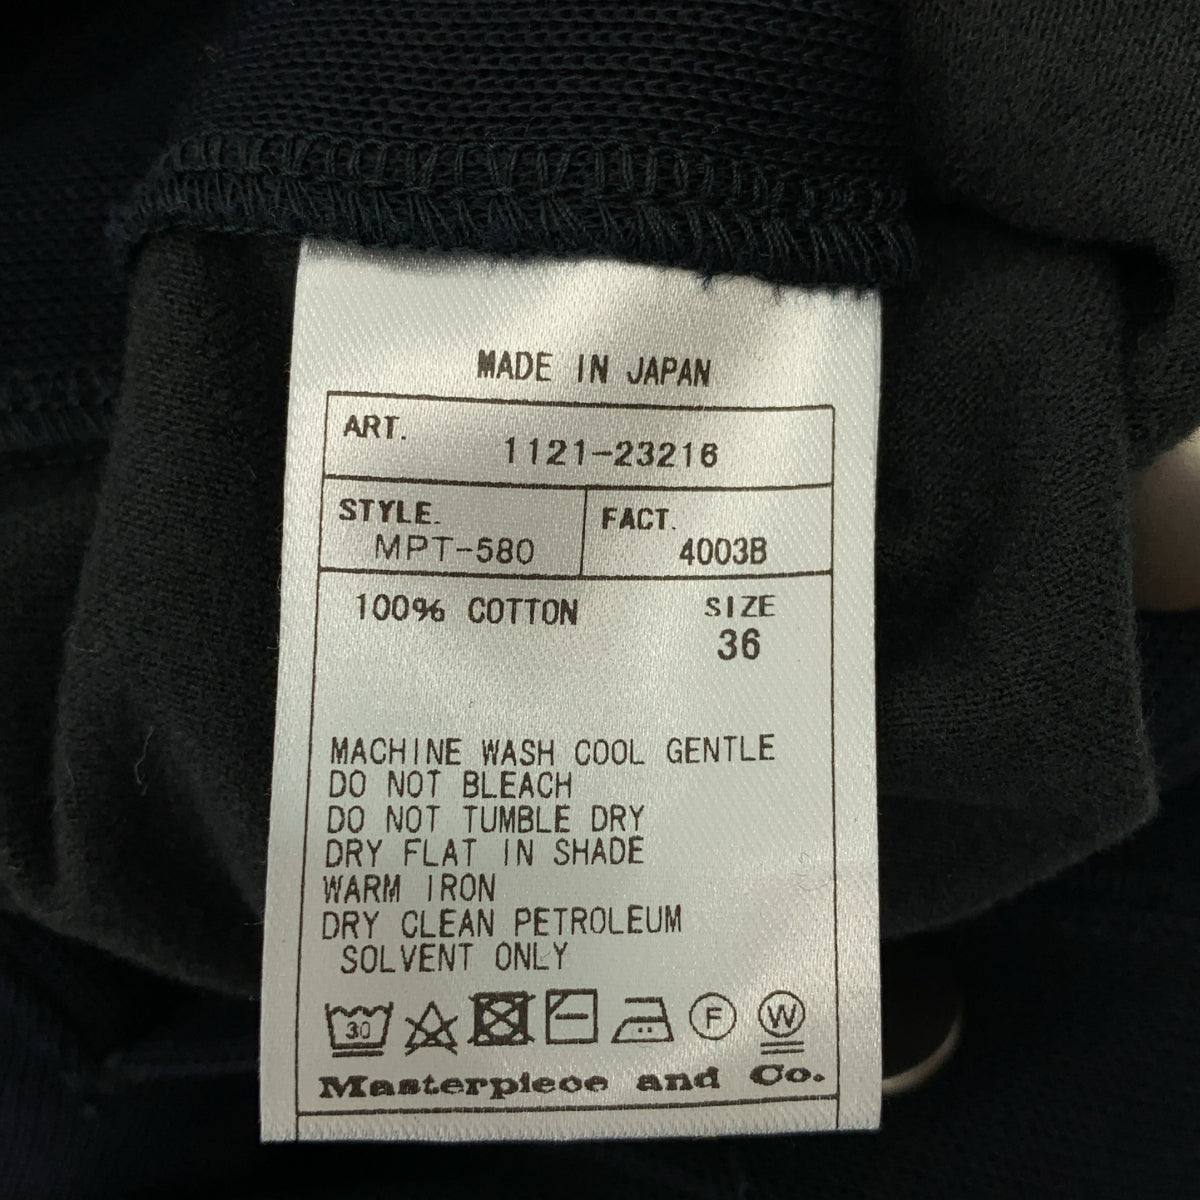 MADE IN JAPAN
ART. 1121-23216
STYLE. FACT.
MPT-580 4003B
100% COTTON SIZE
36
MACHINE WASH COOL GENTLE
DO NOT BLEACH
DO NOT TUMBLE DRY
DRY FLAT IN SHADE
WARM IRON
DRY CLEAN PETROLEUM
SOLVENT ONLY
30 F W
Masterpiece and Co.